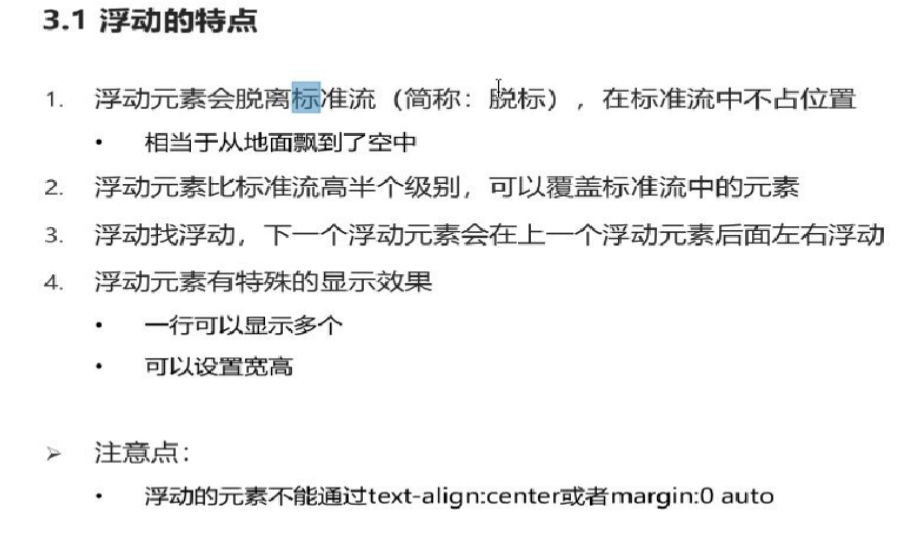 3.1 浮动的特点
1. 浮动元素会脱离标准流（简称：脱标），在标准流中不占位置
• 相当于从地面飘到了空中
2. 浮动元素比标准流高半个级别，可以覆盖标准流中的元素
3. 浮动找浮动，下一个浮动元素会在上一个浮动元素后面左右浮动
4. 浮动元素有特殊的显示效果
• 一行可以显示多个
• 可以设置宽高
➢ 注意点：
• 浮动的元素不能通过text-align:center或者margin:0 auto